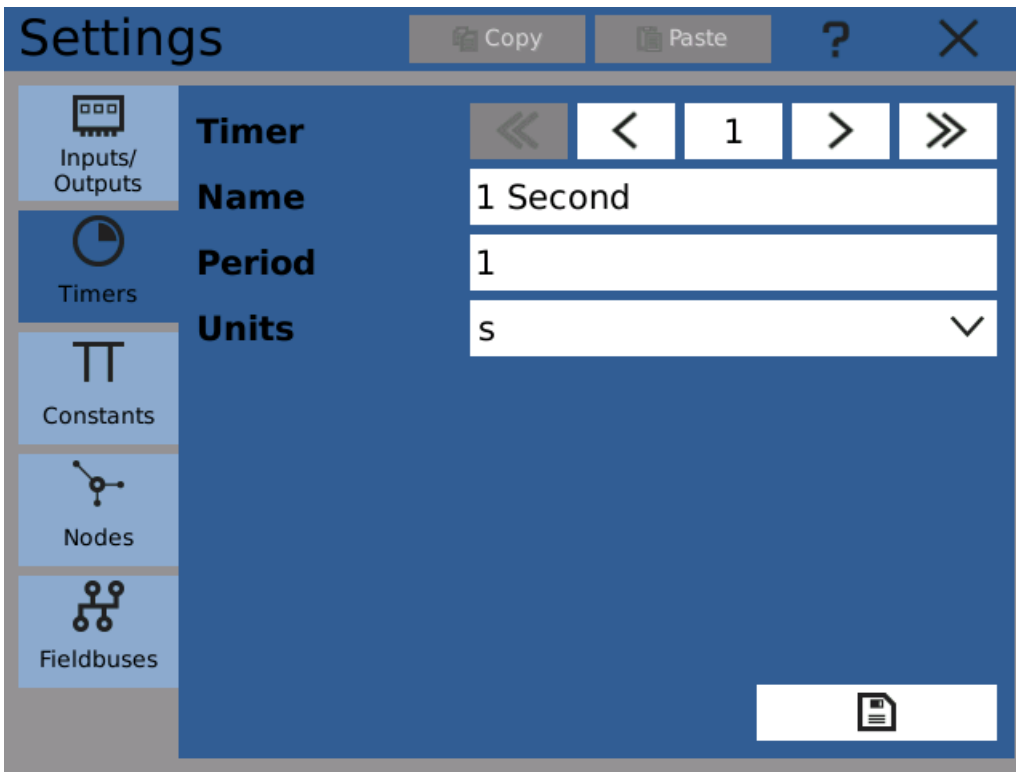 Settings
Copy
Paste
?
Inputs/
Outputs
Timers
Constants
Nodes
Fieldbuses
Timer
1
Name
1 Second
Period
1
Units
s